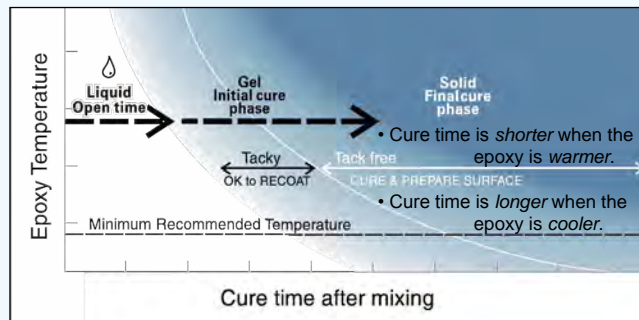 Epoxy Temperature
Liquid
Open time
Gel
Initial cure
phase
Solid
Finalcure
phase
• Cure time is shorter when the
epoxy is warmer.
Tacky
OK to RECOAT
Tack free
CURE & PREPARE SURFACE
• Cure time is longer when the
epoxy is cooler.
Minimum Recommended Temperature
Cure time after mixing